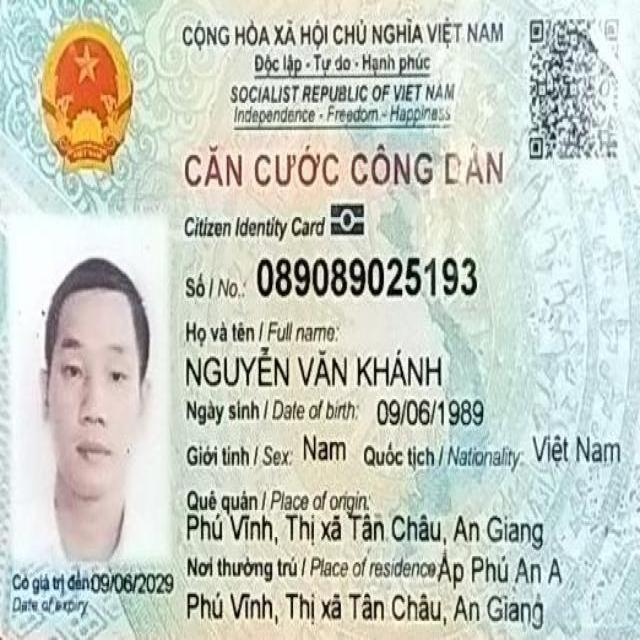 CỘNG HÒA XÃ HỘI CHỦ NGHĨA VIỆT NAM
Độc lập - Tự do - Hạnh phúc
SOCIALIST REPUBLIC OF VIET NAM
Independence - Freedom - Happiness
CĂN CƯỚC CÔNG DÂN
Citizen Identity Card
Số / No.: 089089025193
Họ và tên / Full name:
NGUYỄN VĂN KHÁNH
Ngày sinh / Date of birth: 09/06/1989
Giới tính / Sex: Nam Quốc tịch / Nationality: Việt Nam
Quê quán / Place of origin:
Phú Vĩnh, Thị xã Tân Châu, An Giang
Nơi thường trú / Place of residence: Ấp Phú An A
Phú Vĩnh, Thị xã Tân Châu, An Giang
Có giá trị đến: 09/06/2029
Date of expiry